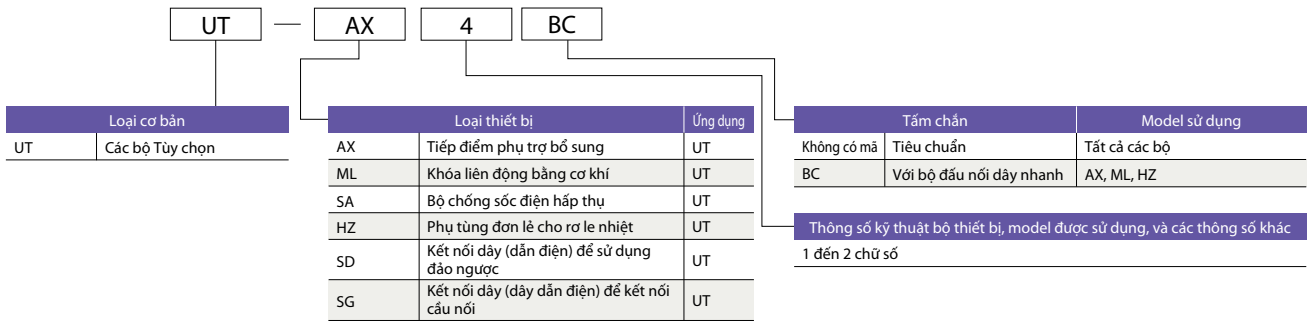 UT — AX 4 BC
Loại cơ bản
UT Các bộ Tùy chọn
Loại thiết bị Ứng dụng
AX Tiếp điểm phụ trợ bổ sung UT
ML Khóa liên động bằng cơ khí UT
SA Bộ chống sốc điện hấp thụ UT
HZ Phụ tùng đơn lẻ cho rơ le nhiệt UT
SD Kết nối dây (dẫn điện) để sử dụng
đảo ngược UT
SG Kết nối dây (dây dẫn điện) để kết nối
cầu nối UT
Tấm chắn Model sử dụng
Không có mã Tiêu chuẩn Tất cả các bộ
BC Với bộ đấu nối dây nhanh AX, ML, HZ
Thông số kỹ thuật bộ thiết bị, model được sử dụng, và các thông số khác
1 đến 2 chữ số